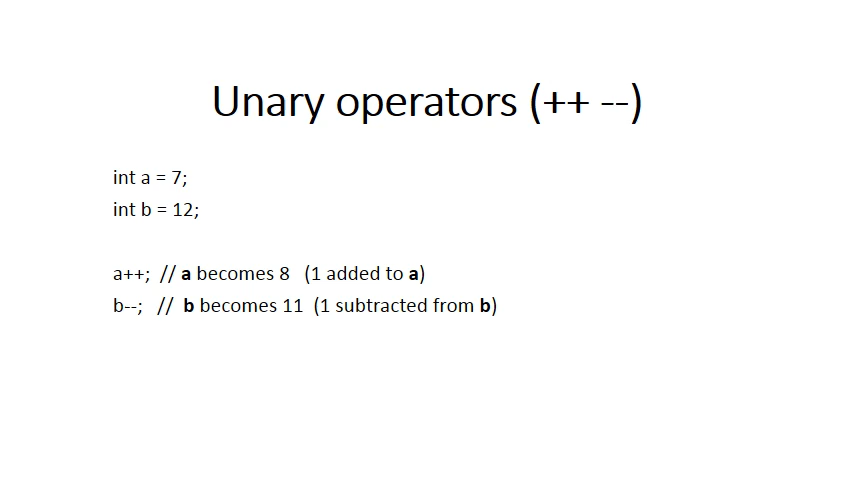 Unary operators (++ --)
int a = 7;
int b = 12;
a++; // a becomes 8 (1 added to a)
b--; // b becomes 11 (1 subtracted from b)